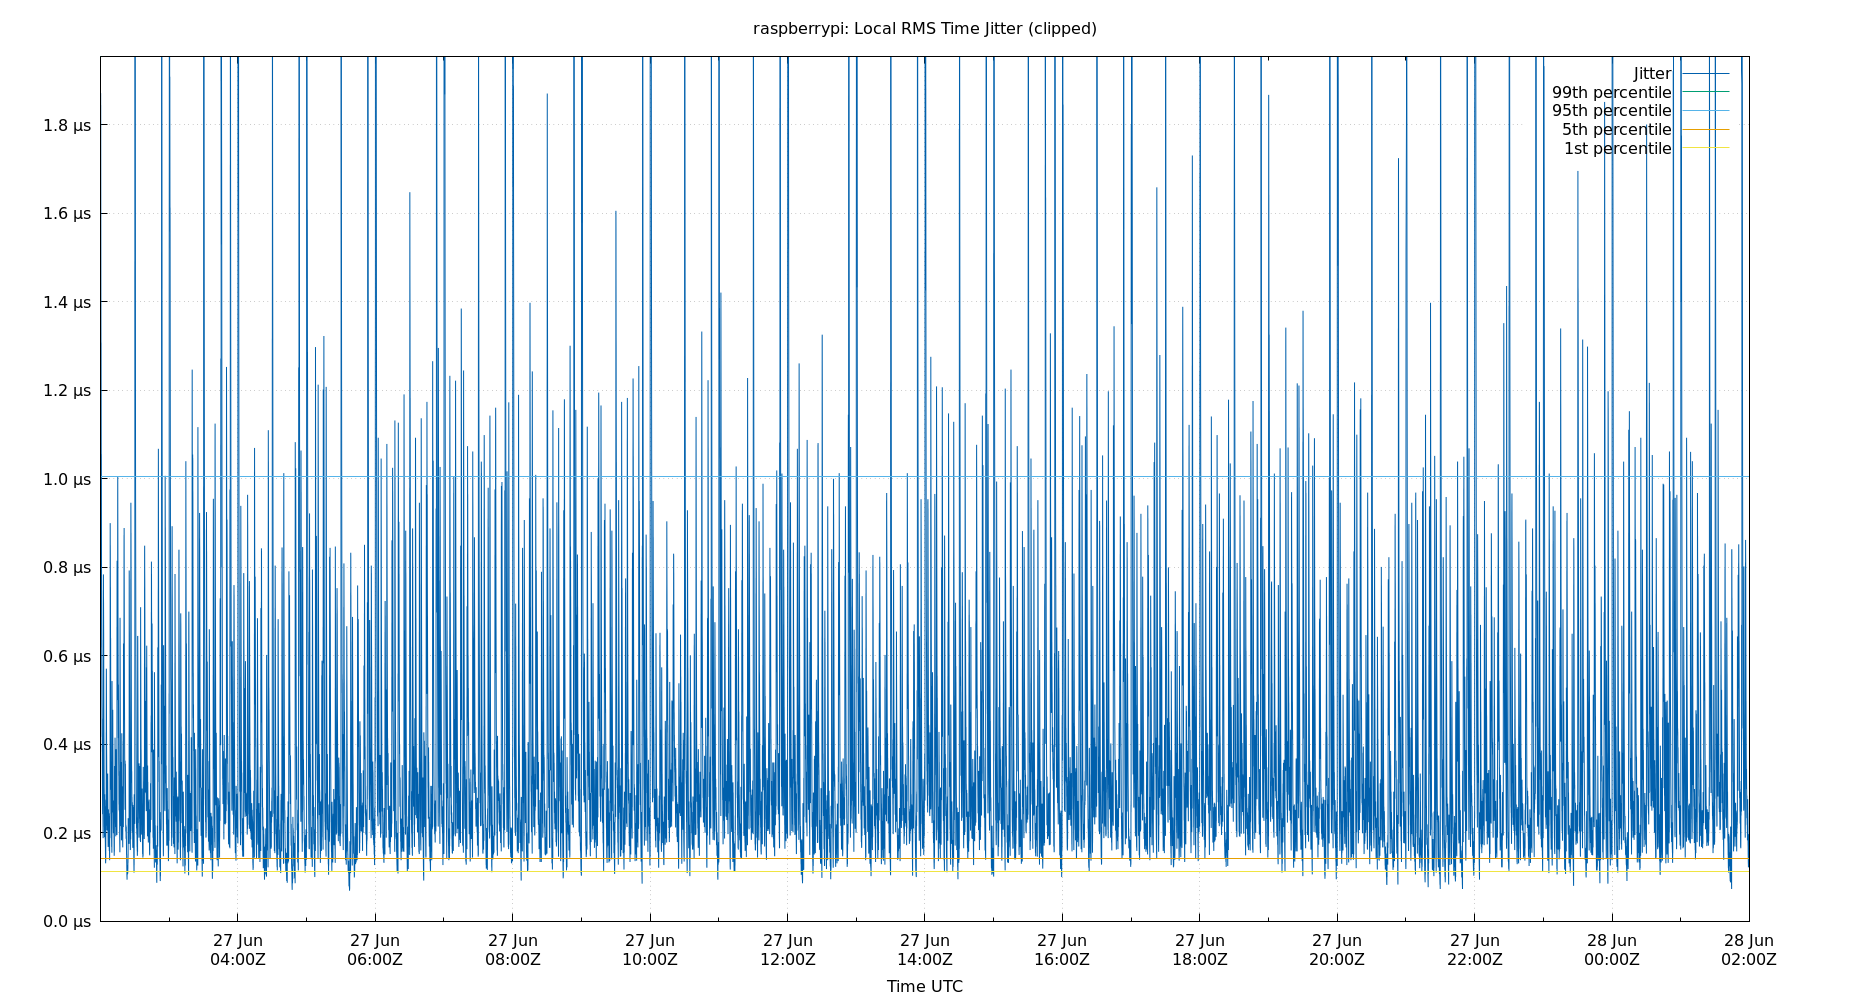 raspberrypi: Local RMS Time Jitter (clipped)
Jitter
99th percentile
95th percentile
5th percentile
1st percentile
1.8 µs
1.6 µs
1.4 µs
1.2 µs
1.0 µs
0.8 µs
0.6 µs
0.4 µs
0.2 µs
0.0 µs
27 Jun 27 Jun 27 Jun 27 Jun 27 Jun 27 Jun 27 Jun 27 Jun 27 Jun 27 Jun 28 Jun 28 Jun
04:00Z 06:00Z 08:00Z 10:00Z 12:00Z 14:00Z 16:00Z 18:00Z 20:00Z 22:00Z 00:00Z 02:00Z
Time UTC